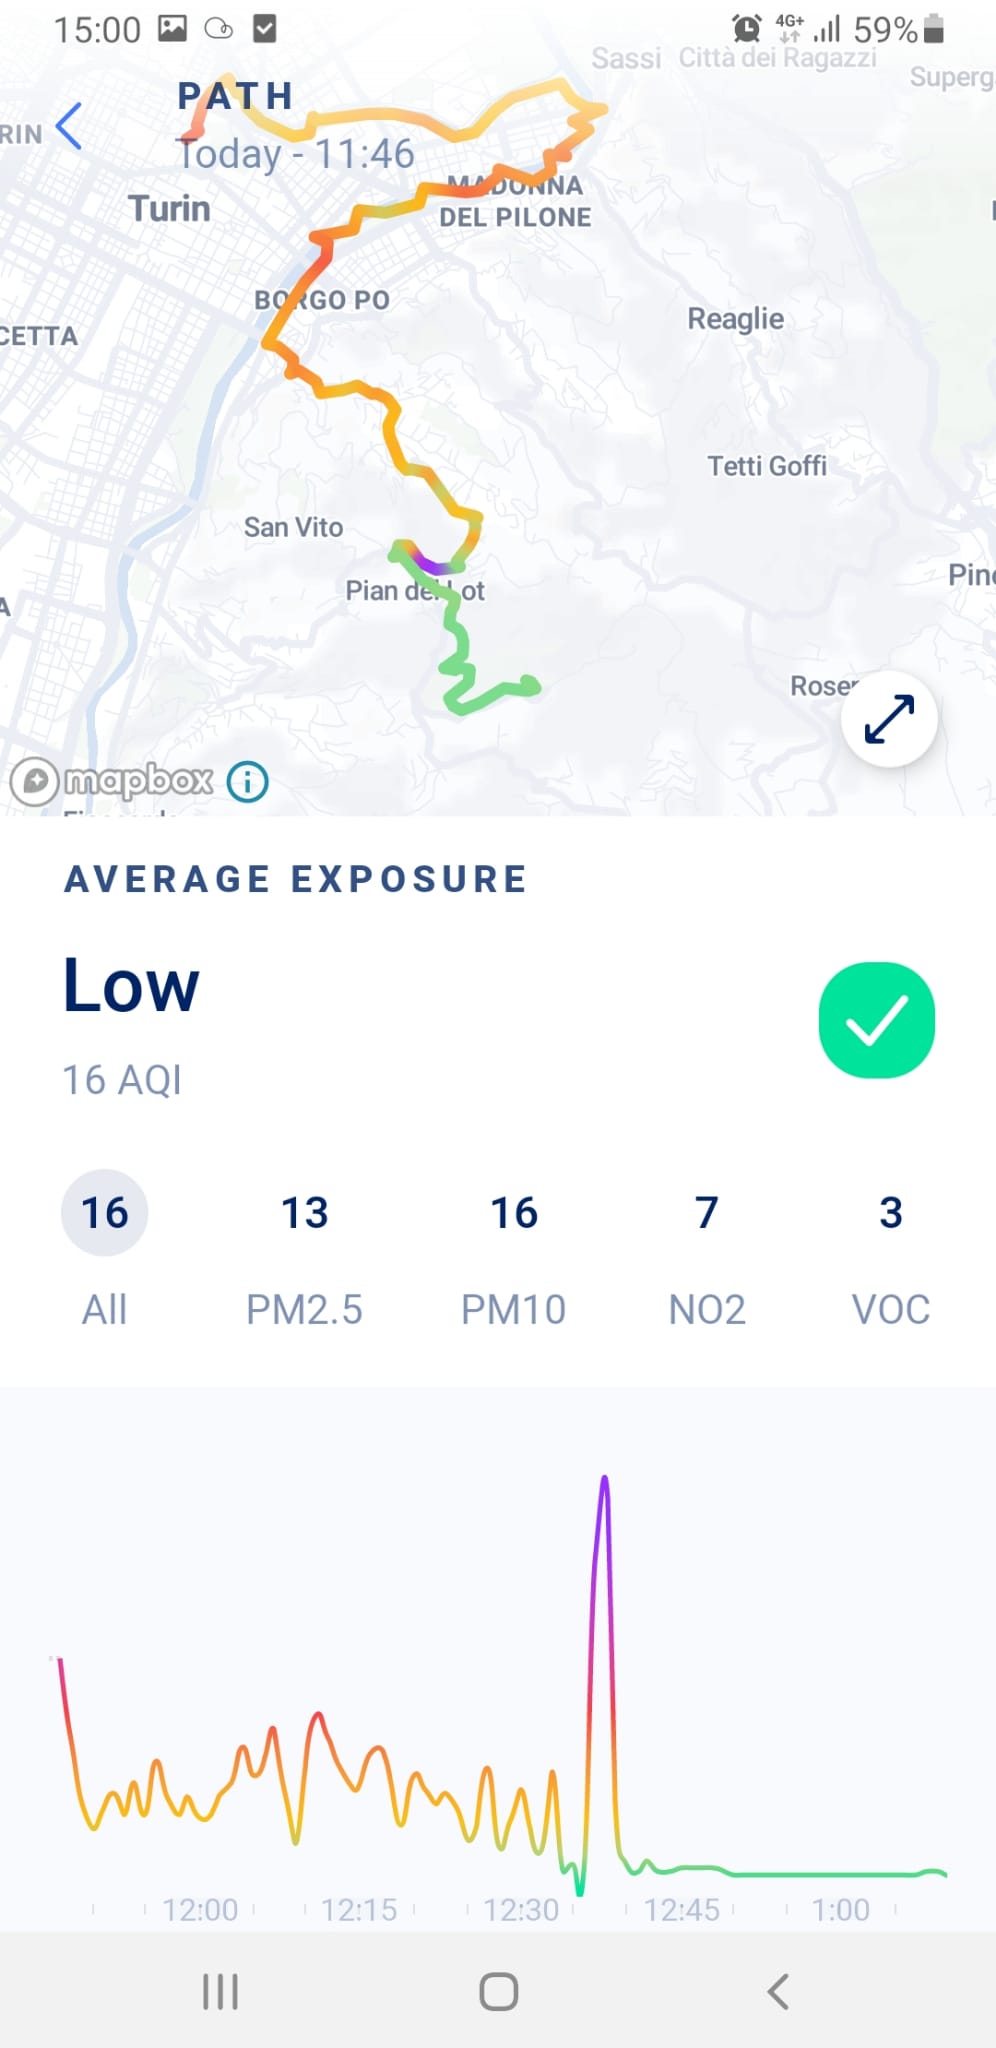 15:00
4G+ 59%
Sassi Città dei Ragazzi
Superg
PATH
RIN
Today - 11:46
MADONNA
DEL PILONE
Turin
BORGO PO
Reaglie
CETTA
Tetti Goffi
San Vito
Pian del Lot
Pin
A
Roser
mapbox
AVERAGE EXPOSURE
Low
16 AQI
16 13 16 7 3
All PM2.5 PM10 NO2 VOC
12:00 12:15 12:30 12:45 1:00